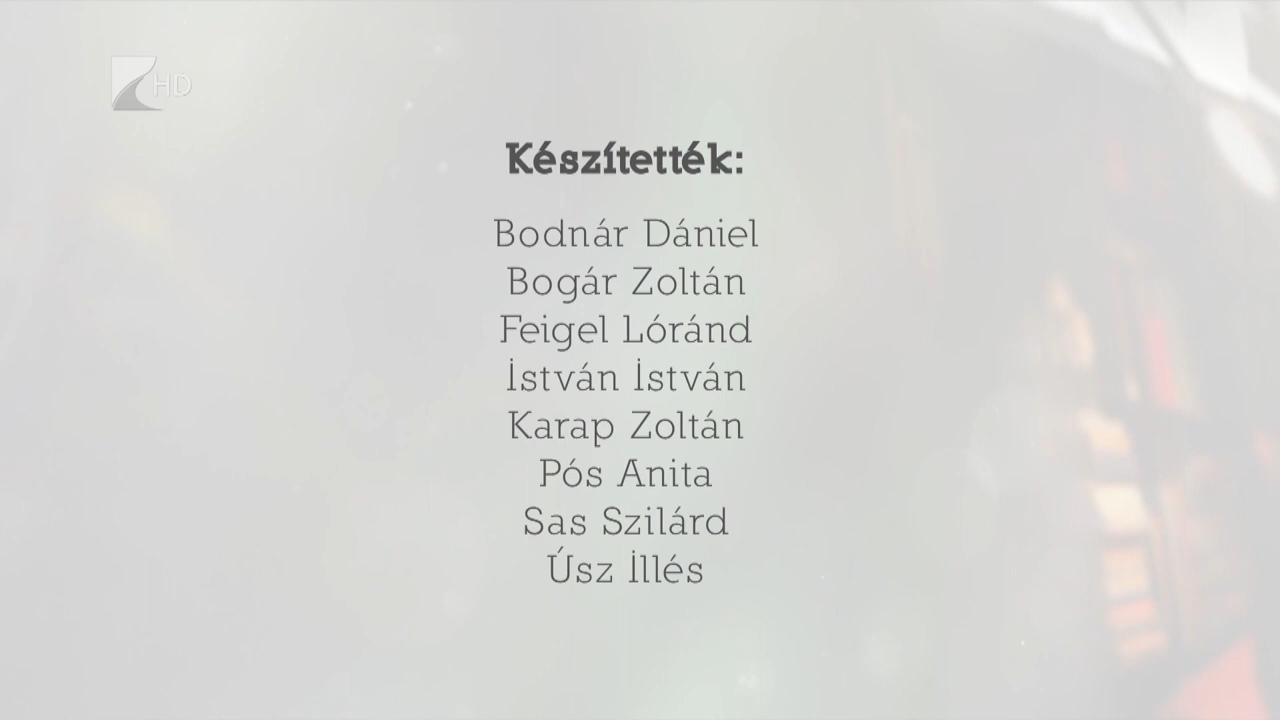 HD
Készítették:
Bodnár Dániel
Bogár Zoltán
Feigel Lóránd
İstván İstván
Karap Zoltán
Pós Anita
Sas Szilárd
Úsz İllés